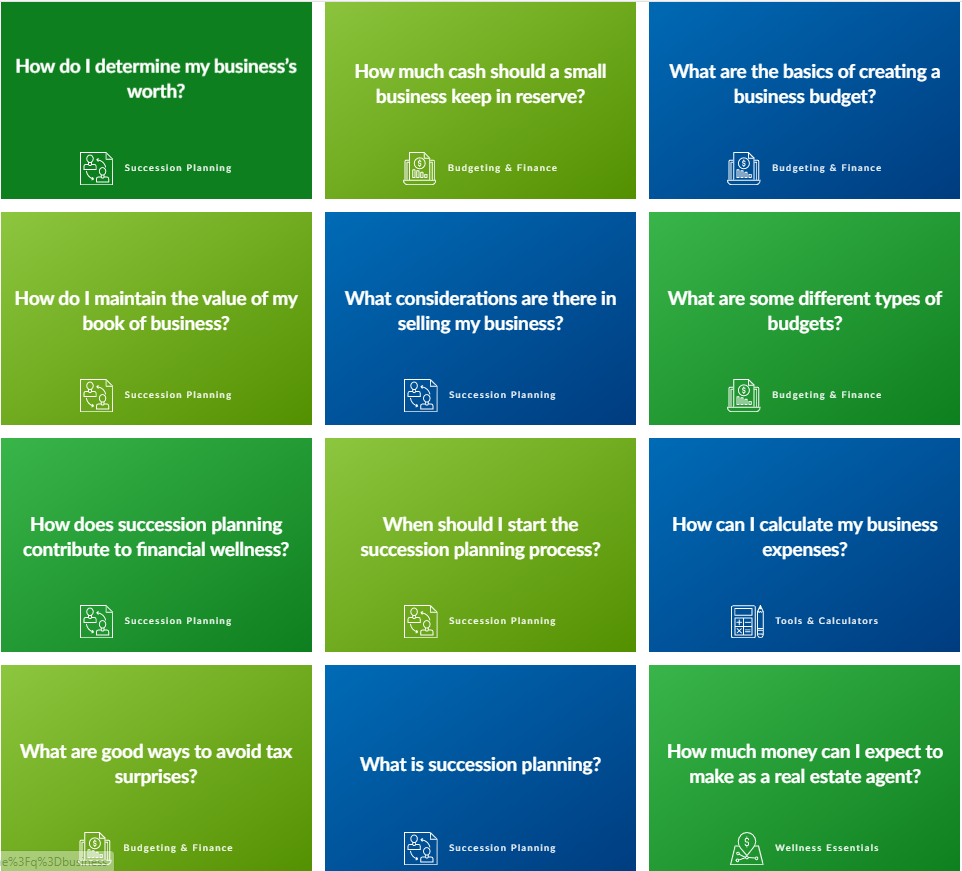 How do I determine my business's
worth?
Succession Planning
How much cash should a small
business keep in reserve?
Budgeting & Finance
What are the basics of creating a
business budget?
Budgeting & Finance
How do I maintain the value of my
book of business?
Succession Planning
What considerations are there in
selling my business?
Succession Planning
What are some different types of
budgets?
Budgeting & Finance
How does succession planning
contribute to financial wellness?
Succession Planning
When should I start the
succession planning process?
Succession Planning
How can I calculate my business
expenses?
Tools & Calculators
What are good ways to avoid tax
surprises?
Budgeting & Finance
e%3Fq%3Dbusiness
What is succession planning?
Succession Planning
How much money can I expect to
make as a real estate agent?
Wellness Essentials